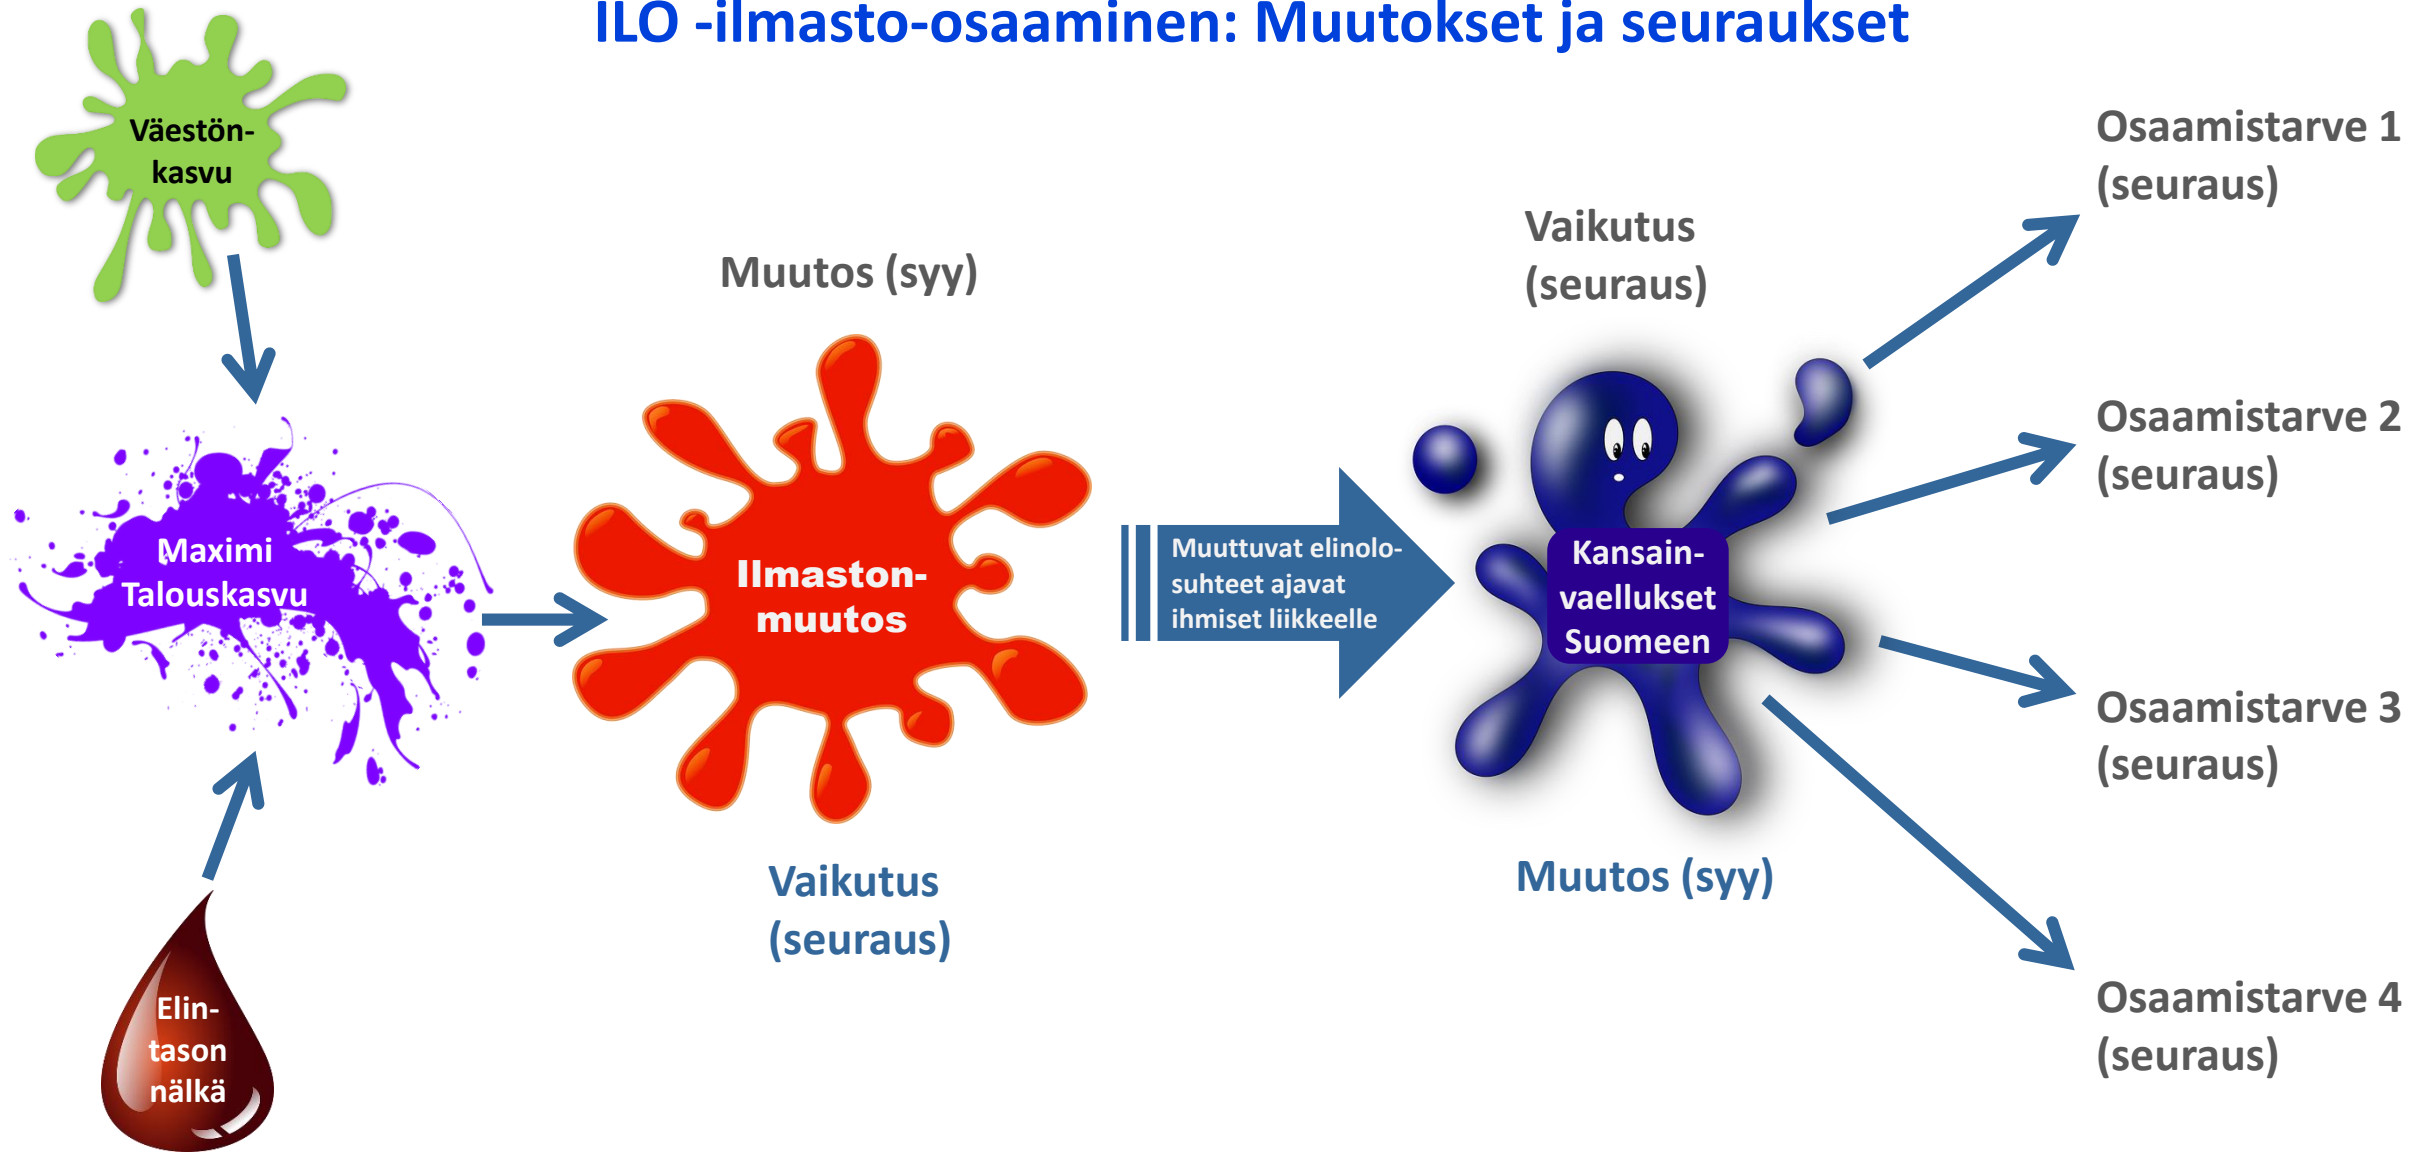 ILO -ilmasto-osaaminen: Muutokset ja seuraukset
Väestön-
kasvu
Maximi
Talouskasvu
Elin-
tason
nälkä
Muutos (syy)
Ilmaston-
muutos
Vaikutus
(seuraus)
Muuttuvat elinolo-
suhteet ajavat
ihmiset liikkeelle
Vaikutus
(seuraus)
Kansain-
vaellukset
Suomeen
Muutos (syy)
Osaamistarve 1
(seuraus)
Osaamistarve 2
(seuraus)
Osaamistarve 3
(seuraus)
Osaamistarve 4
(seuraus)